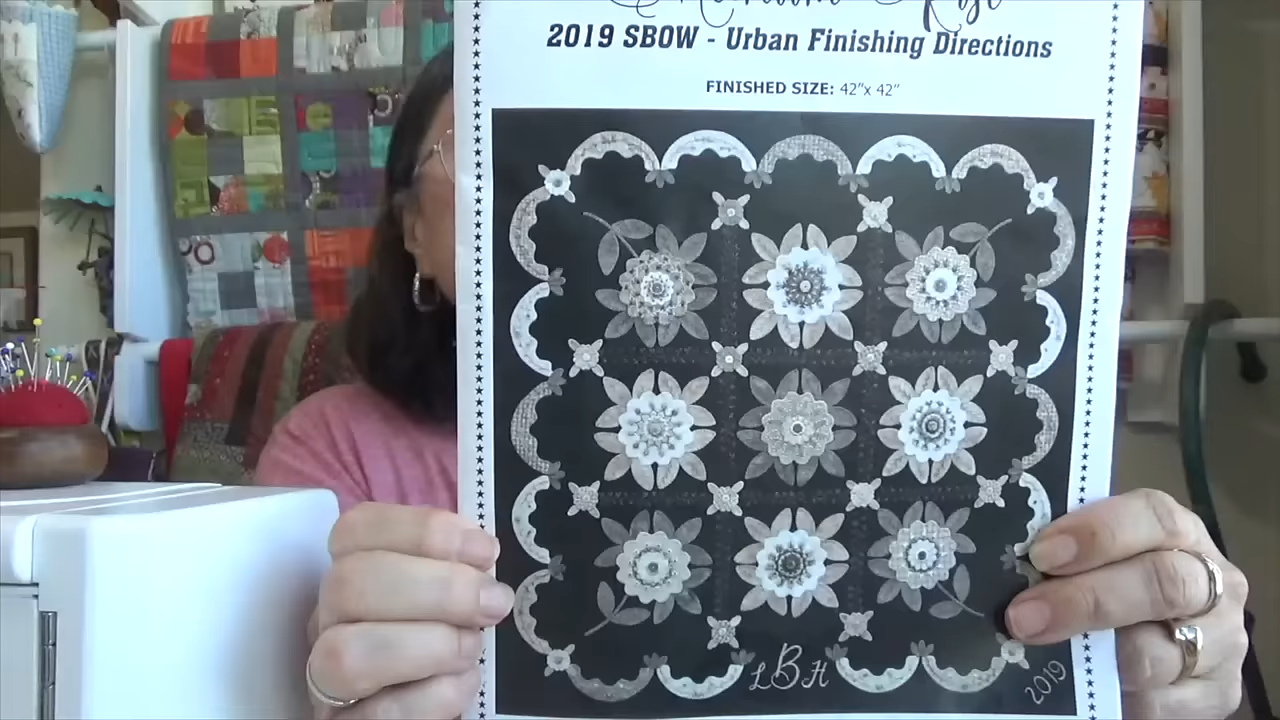 2019 SBOW - Urban Finishing Directions
FINISHED SIZE: 42"x 42"
LBH
2019